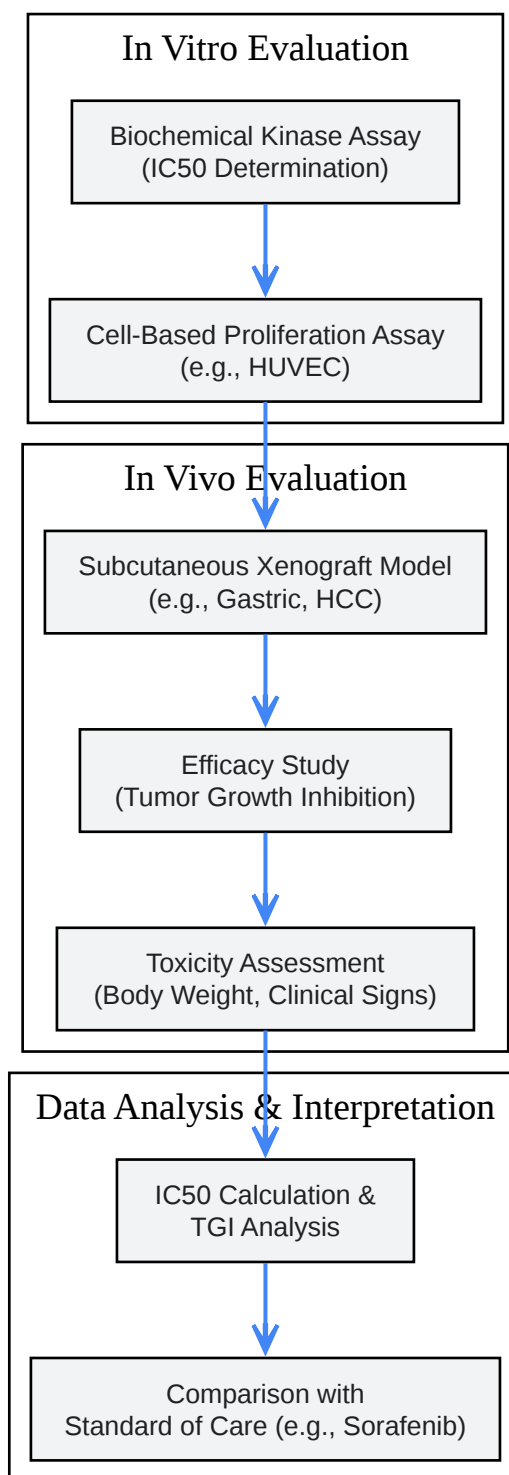 In Vitro Evaluation
Biochemical Kinase Assay
(IC50 Determination)
Cell-Based Proliferation Assay
(e.g., HUVEC)
In Vivo Evaluation
Subcutaneous Xenograft Model
(e.g., Gastric, HCC)
Efficacy Study
(Tumor Growth Inhibition)
Toxicity Assessment
(Body Weight, Clinical Signs)
Data Analysis & Interpretation
IC50 Calculation &
TGI Analysis
Comparison with
Standard of Care (e.g., Sorafenib)